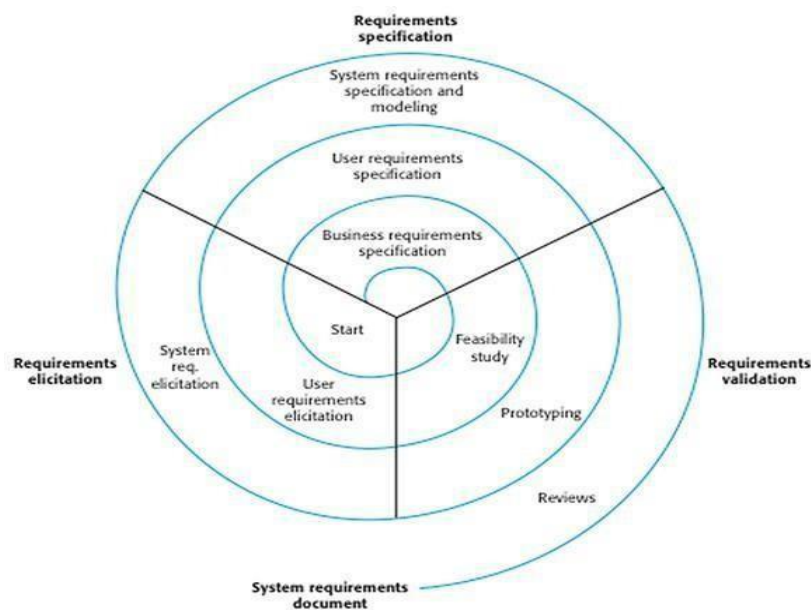 Requirements
specification
System requirements
specification and
modeling
User requirements
specification
Business requirements
specification
Start
Feasibility
study
Requirements
elicitation
System
req.
elicitation
User
requirements
elicitation
Requirements
validation
Prototyping
Reviews
System requirements
document